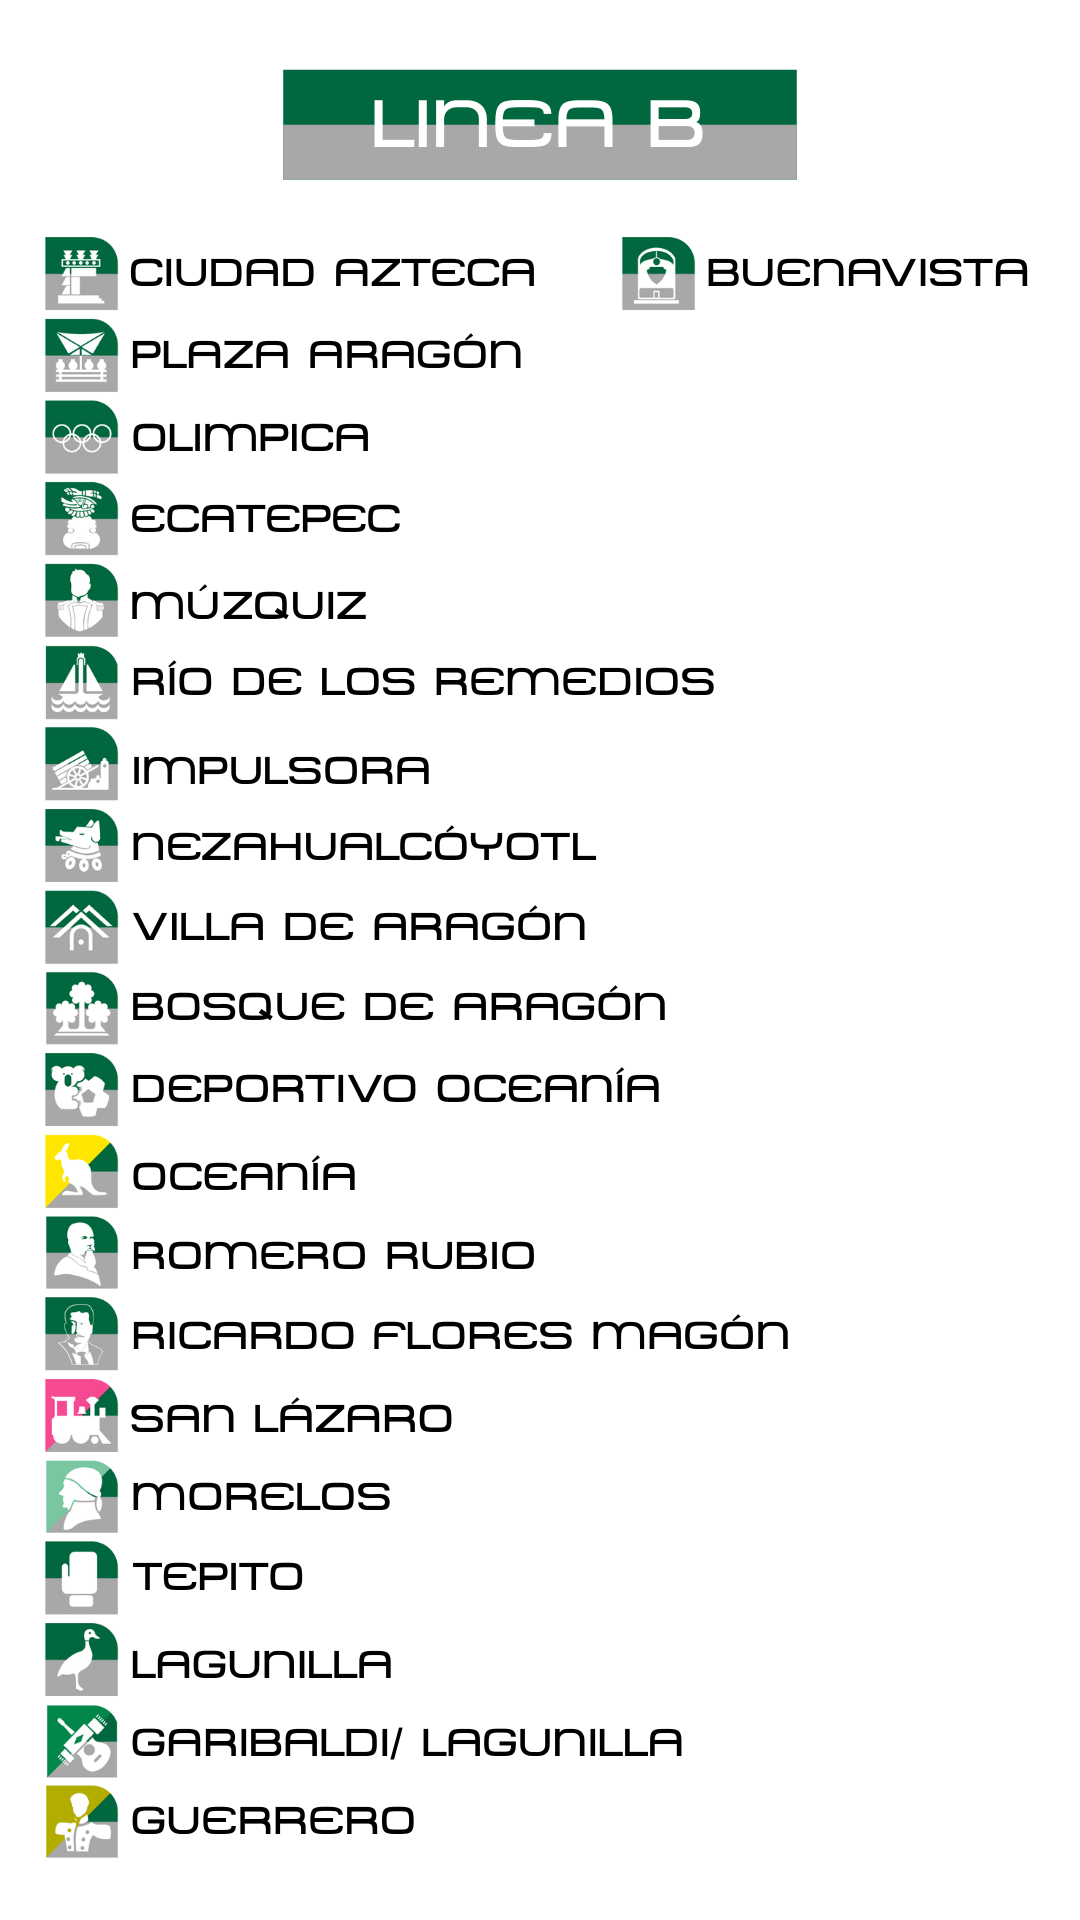 LINEA B
CIUDAD AZTECA
PLAZA ARAGÓN
OLIMPICA
ECATEPEC
MÚZQUIZ
RÍO DE LOS REMEDIOS
IMPULSORA
NEZAHUALCÓYOTL
VILLA DE ARAGÓN
BOSQUE DE ARAGÓN
DEPORTIVO OCEANÍA
OCEANÍA
ROMERO RUBIO
RICARDO FLORES MAGÓN
SAN LÁZARO
MORELOS
TEPITO
LAGUNILLA
GARIBALDI/ LAGUNILLA
GUERRERO
BUENAVISTA